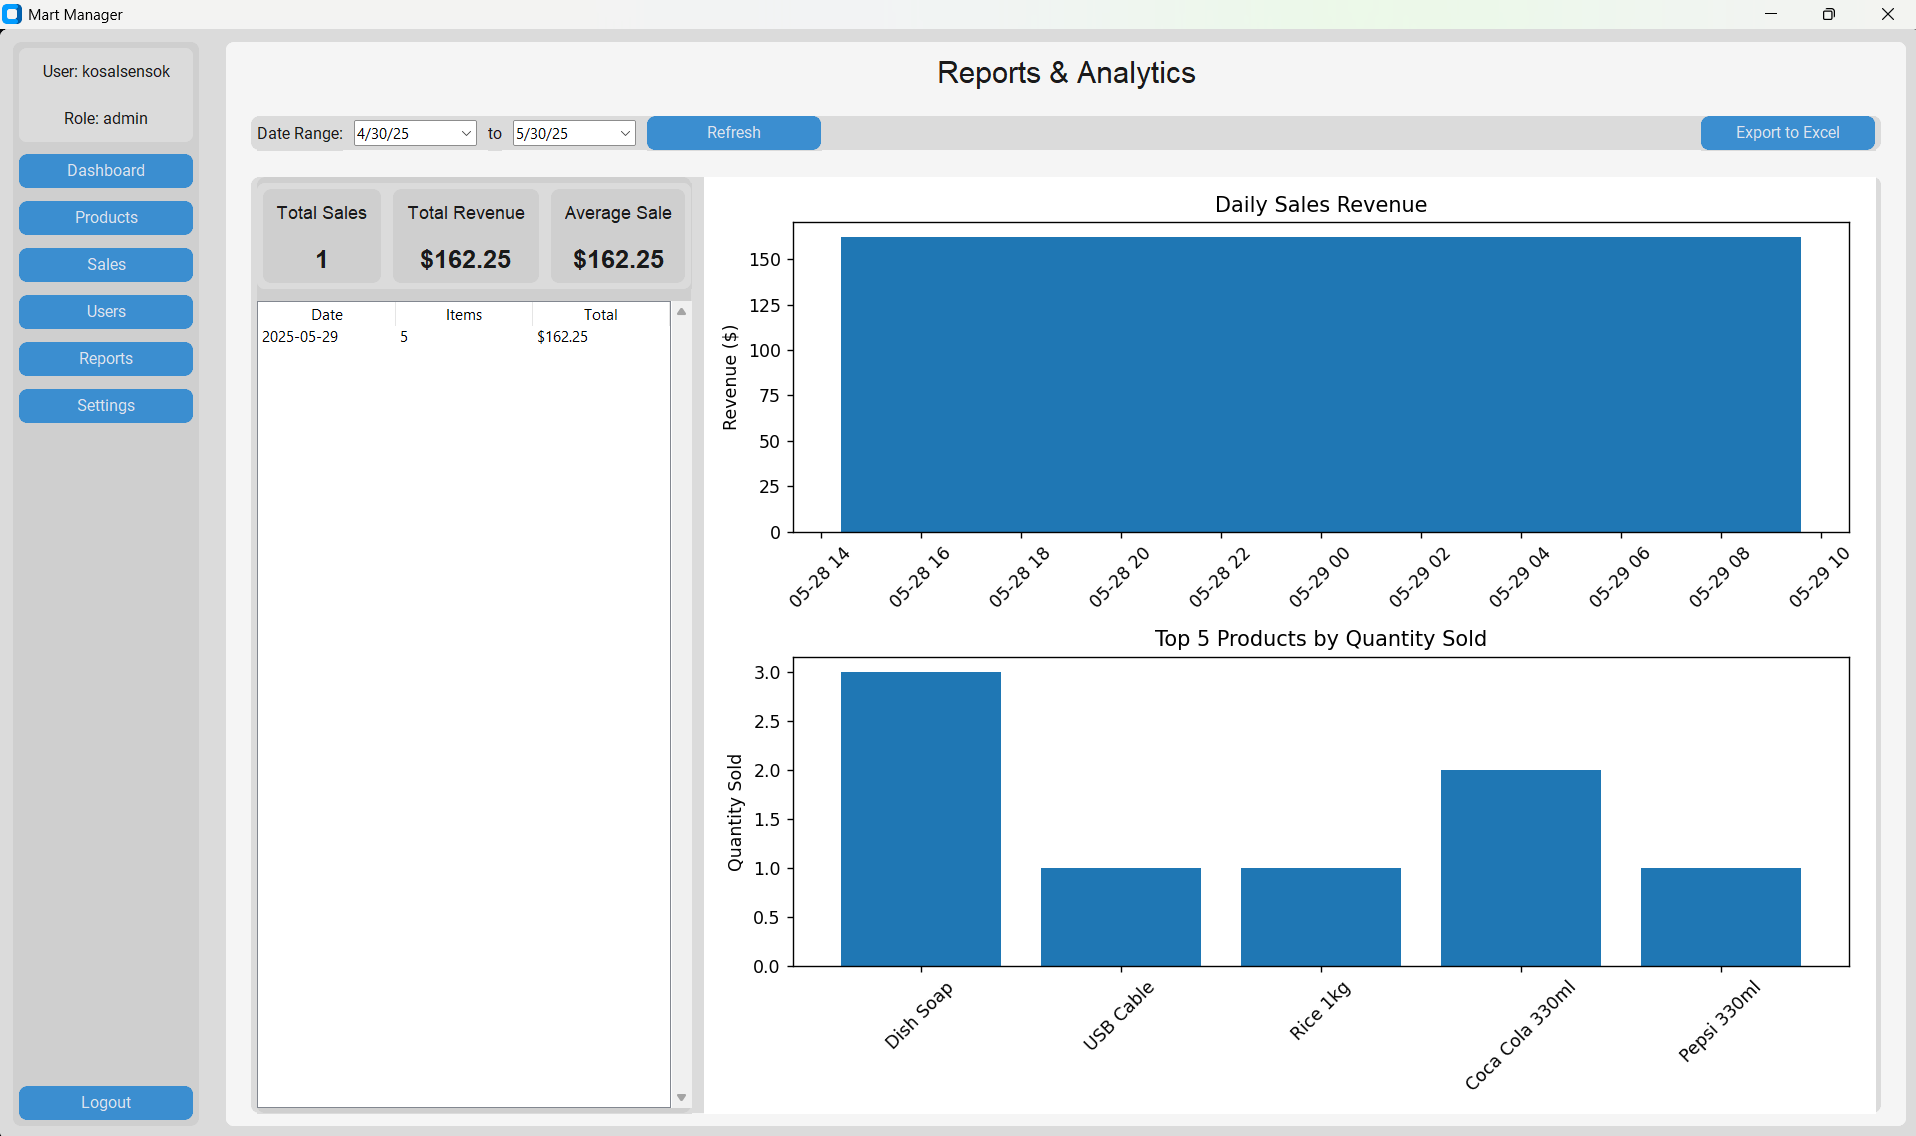 Mart Manager
User: kosalsensok
Role: admin
Dashboard
Products
Sales
Users
Reports
Settings
Logout
Reports & Analytics
Date Range: 4/30/25 to 5/30/25 Refresh Export to Excel
Total Sales Total Revenue Average Sale
1 $162.25 $162.25
Date Items Total
2025-05-29 5 $162.25
Daily Sales Revenue
Revenue ($)
150
125
100
75
50
25
0
05-28 14 05-28 16 05-28 18 05-28 20 05-28 22 05-29 00 05-29 02 05-29 04 05-29 06 05-29 08 05-29 10
Top 5 Products by Quantity Sold
Quantity Sold
3.0
2.5
2.0
1.5
1.0
0.5
0.0
Dish Soap USB Cable Rice 1kg Coca Cola 330ml Pepsi 330ml